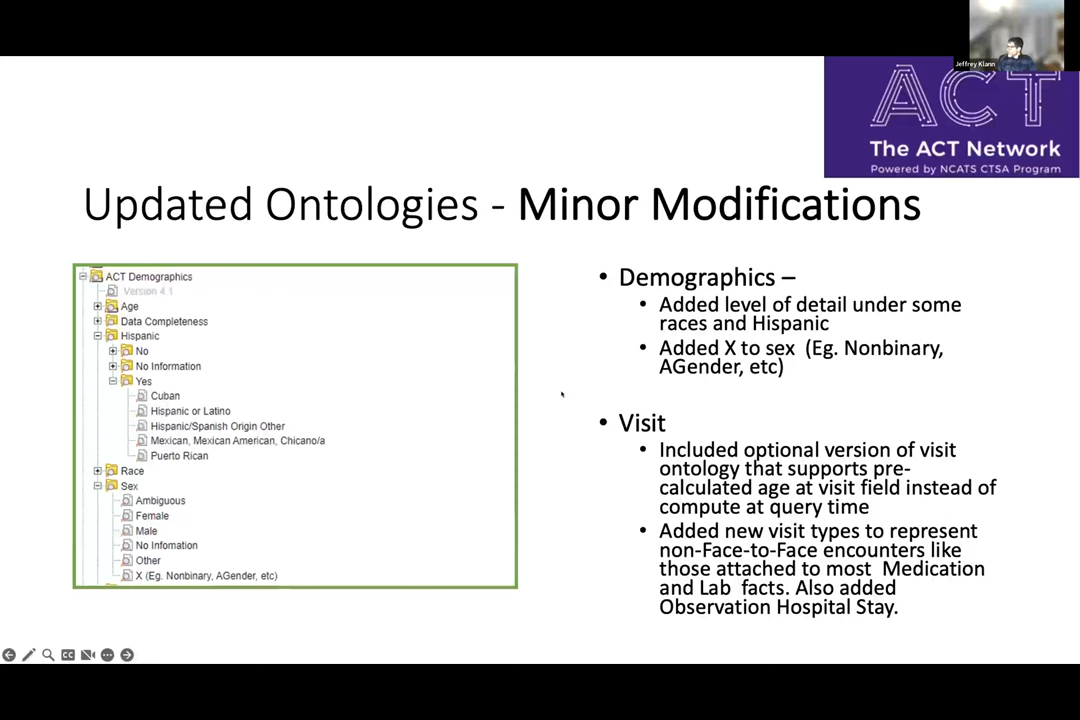 Jeffrey Klann
ACT
The ACT Network
Powered by NCATS CTSA Program
Updated Ontologies - Minor Modifications
ACT Demographics
Version 4.1
Age
Data Completeness
Hispanic
No
No Information
Yes
Cuban
Hispanic or Latino
Hispanic/Spanish Origin Other
Mexican, Mexican American, Chicano/a
Puerto Rican
Race
Sex
Ambiguous
Female
Male
No Infomation
Other
X (Eg. Nonbinary, AGender, etc)
• Demographics –
• Added level of detail under some
races and Hispanic
• Added X to sex (Eg. Nonbinary,
AGender, etc)
• Visit
• Included optional version of visit
ontology that supports pre-
calculated age at visit field instead of
compute at query time
• Added new visit types to represent
non-Face-to-Face encounters like
those attached to most Medication
and Lab facts. Also added
Observation Hospital Stay.
CC